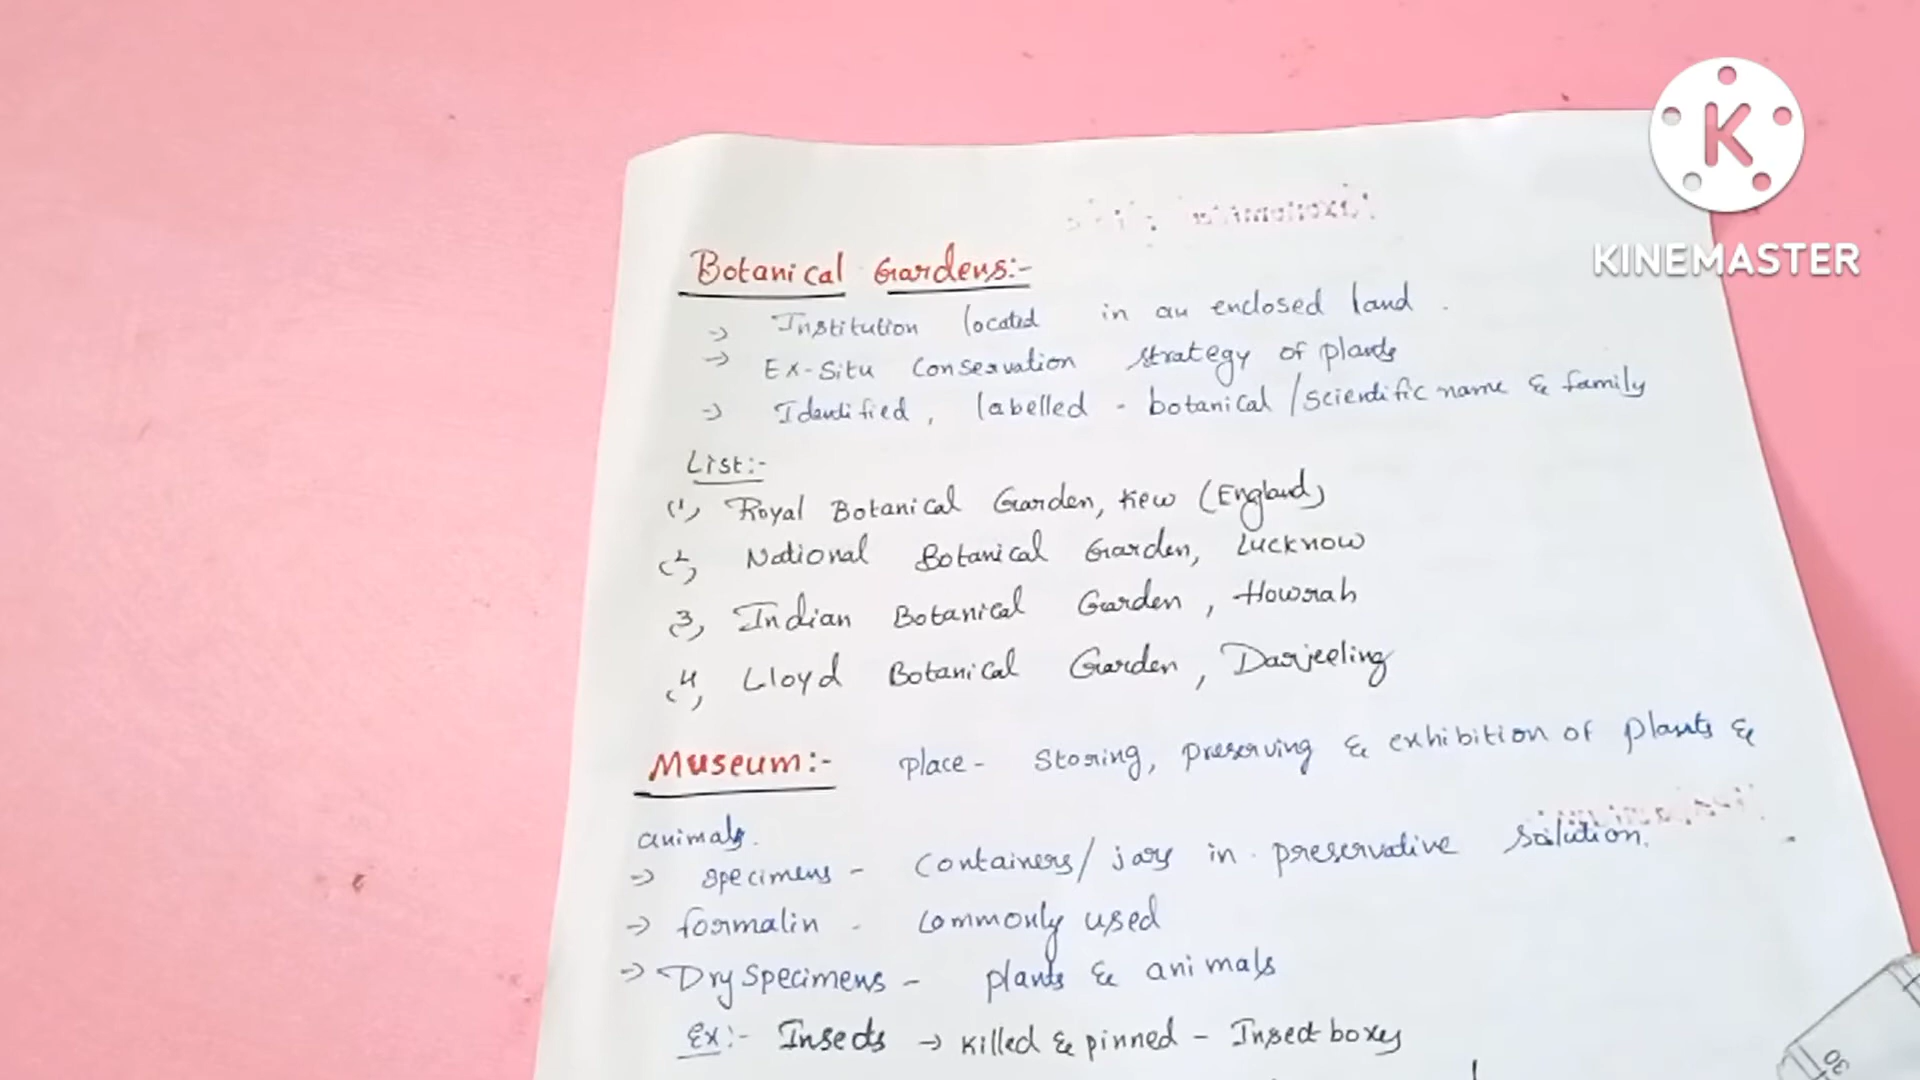 K
KINEMASTER
Botanical Gardens:-
→ Institution located in an enclosed land.
→ Ex-Situ Conservation strategy of plants
→ Identified, labelled - botanical / scientific name & family
List:-
(1) Royal Botanical Garden, Kew (England)
(2) National Botanical Garden, Lucknow
(3) Indian Botanical Garden, Howrah
(4) Lloyd Botanical Garden, Darjeeling
Museum:- place - storing, preserving & exhibition of plants &
animals.
→ specimens - containers/ jars in preservative solution.
→ formalin - commonly used
→ Dry specimens - plants & animals
Ex:- Insects → killed & pinned - Insect boxes
30